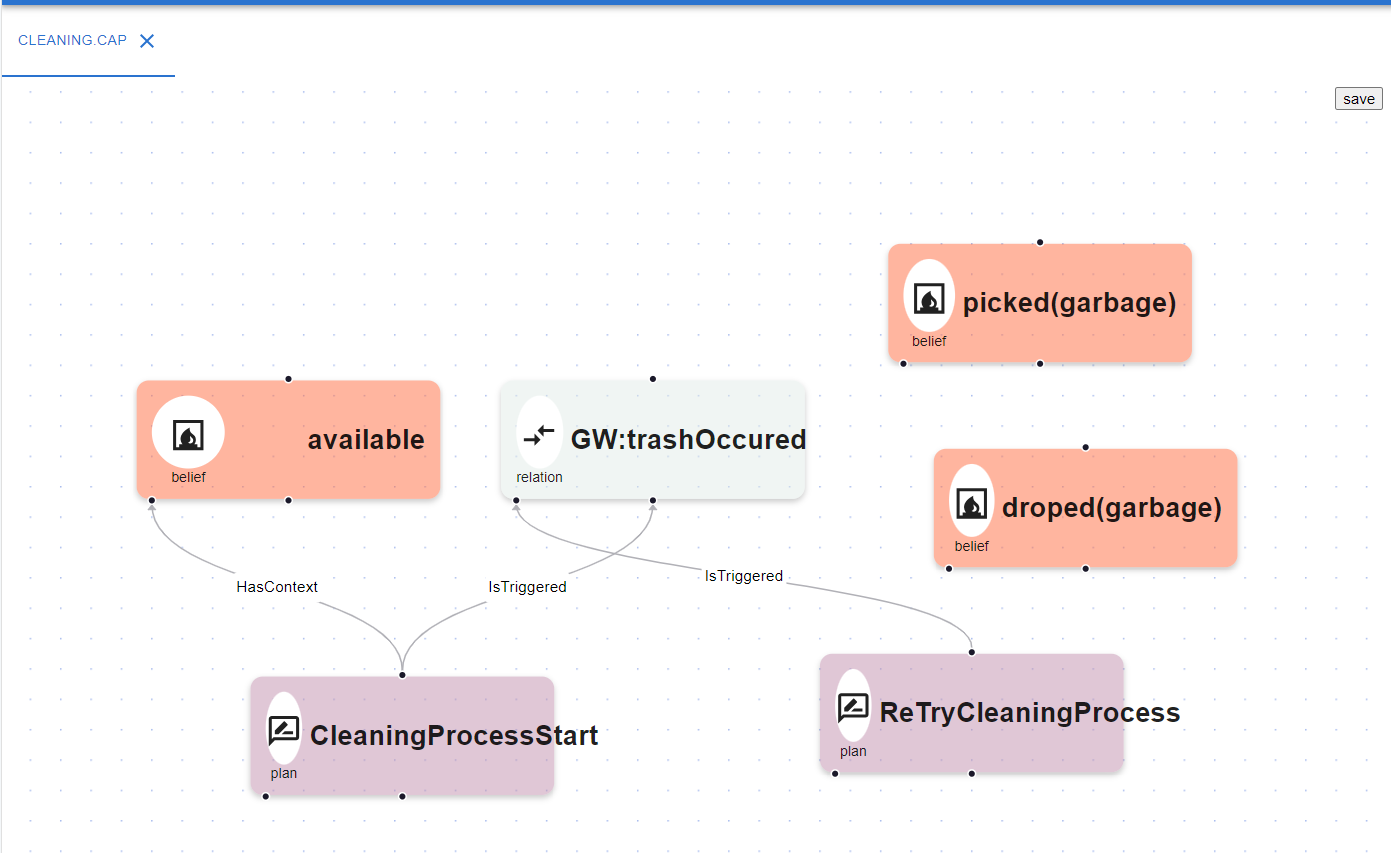 CLEANING.CAP
save
picked(garbage)
belief
available
belief
GW:trashOccured
relation
droped(garbage)
belief
HasContext
IsTriggered
IsTriggered
CleaningProcessStart
plan
ReTryCleaningProcess
plan